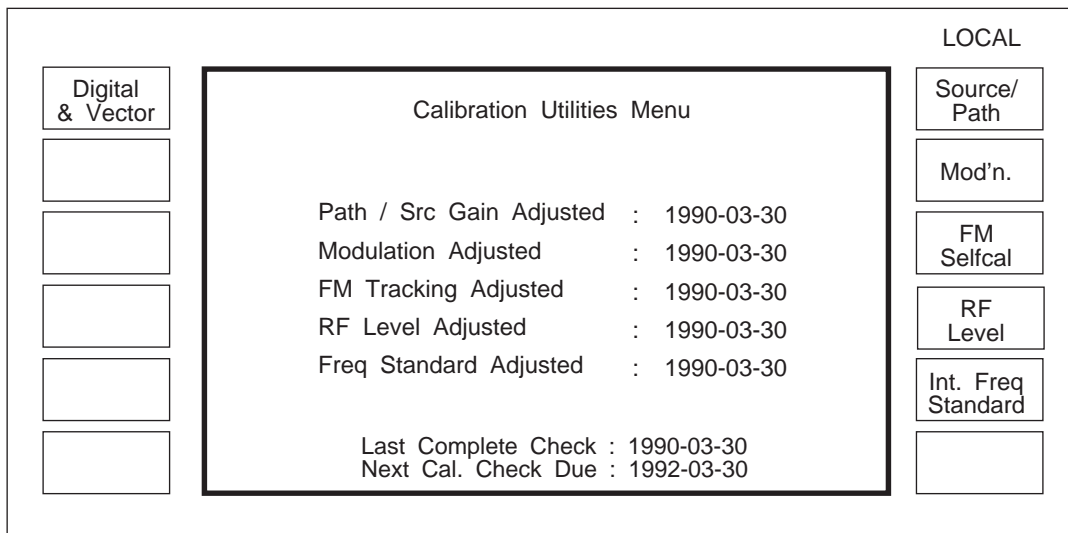 LOCAL
Digital
& Vector
Calibration Utilities Menu
Path / Src Gain Adjusted : 1990-03-30
Modulation Adjusted : 1990-03-30
FM Tracking Adjusted : 1990-03-30
RF Level Adjusted : 1990-03-30
Freq Standard Adjusted : 1990-03-30
Last Complete Check : 1990-03-30
Next Cal. Check Due : 1992-03-30
Source/
Path
Mod'n.
FM
Selfcal
RF
Level
Int. Freq
Standard